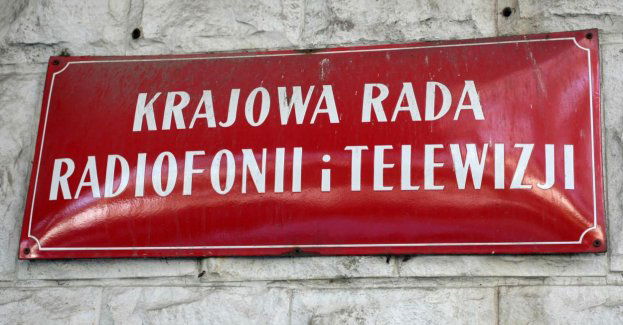 KRAJOWA RADA
RADIOFONII i TELEWIZJI